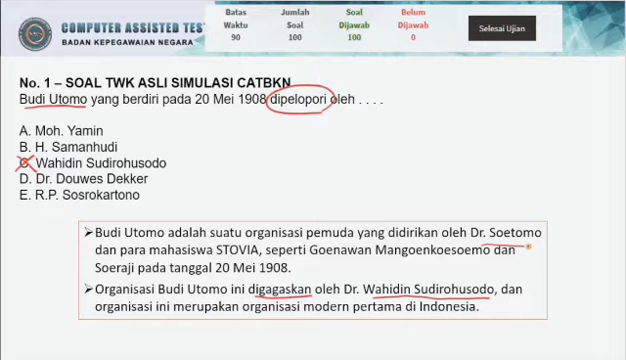 COMPUTER ASSISTED TEST
BADAN KEPEGAWAIAN NEGARA
Batas Waktu
90
Jumlah Soal
100
Soal Dijawab
100
Belum Dijawab
0
Selesai Ujian
No. 1 – SOAL TWK ASLI SIMULASI CATBKN
Budi Utomo yang berdiri pada 20 Mei 1908 dipelopori oleh . . . .
A. Moh. Yamin
B. H. Samanhudi
C. Wahidin Sudirohusodo
D. Dr. Douwes Dekker
E. R.P. Sosrokartono
➢Budi Utomo adalah suatu organisasi pemuda yang didirikan oleh Dr. Soetomo
dan para mahasiswa STOVIA, seperti Goenawan Mangoenkoesoemo dan
Soeraji pada tanggal 20 Mei 1908.
➢Organisasi Budi Utomo ini digagaskan oleh Dr. Wahidin Sudirohusodo, dan
organisasi ini merupakan organisasi modern pertama di Indonesia.